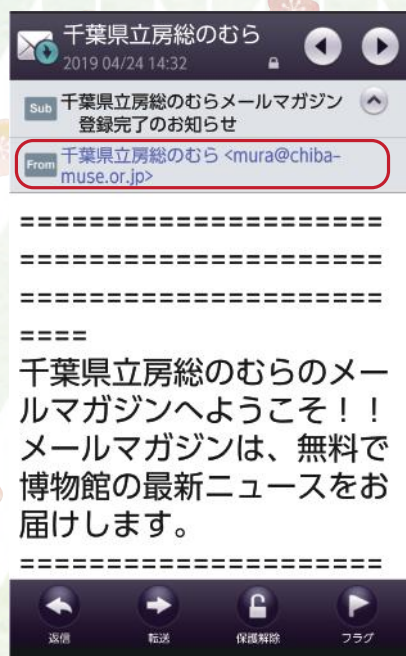 千葉県立房総のむら
2019 04/24 14:32
Sub 千葉県立房総のむらメールマガジン
登録完了のお知らせ
From 千葉県立房総のむら <mura@chiba-
muse.or.jp>
=====================
=====================
=====================
====
千葉県立房総のむらのメー
ルマガジンへようこそ！！
メールマガジンは、無料で
博物館の最新ニュースをお
届けします。
=====================
返信 転送 保護解除 フラグ